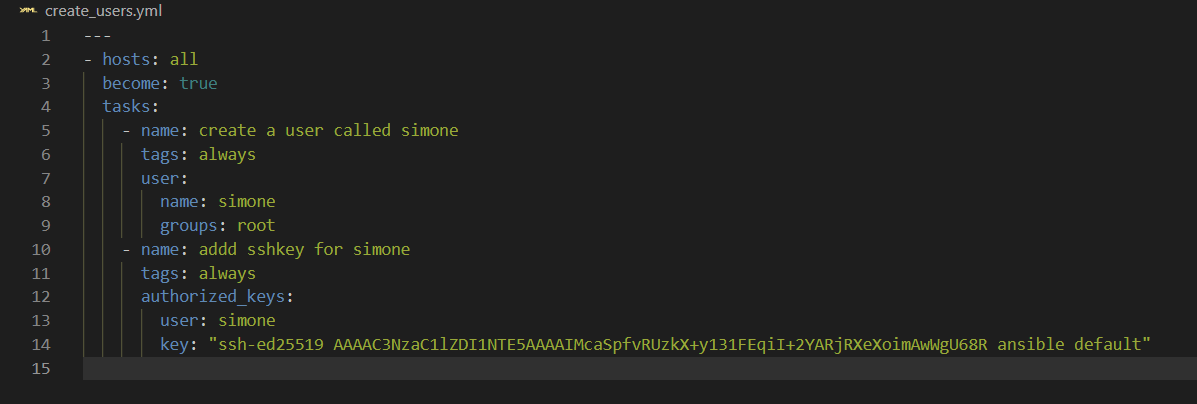 YAML create_users.yml
1 ---
2 - hosts: all
3 become: true
4 tasks:
5 - name: create a user called simone
6 tags: always
7 user:
8 name: simone
9 groups: root
10 - name: addd sshkey for simone
11 tags: always
12 authorized_keys:
13 user: simone
14 key: "ssh-ed25519 AAAAC3NzaC1lZDI1NTE5AAAAIMcaSpfvRUzkX+y131FEqiI+2YARjRXeXoimAwWgU68R ansible default"
15